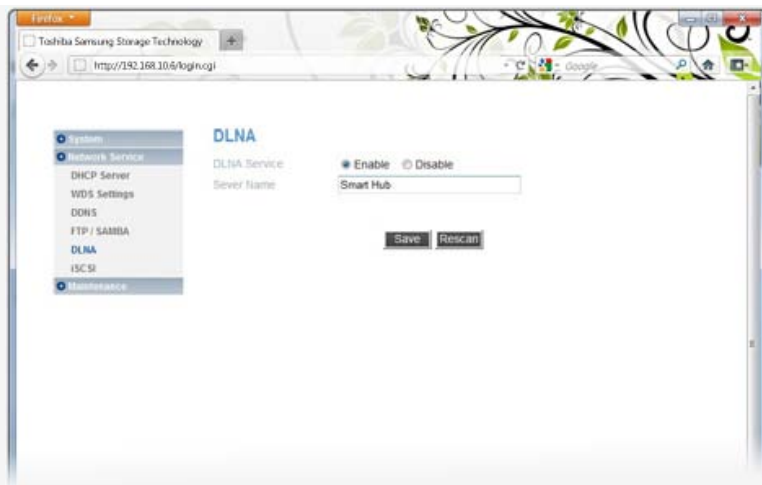 Firefox
Toshiba Samsung Storage Technology
http://192.168.10.6/login.cgi
Google
System
Network Service
DHCP Server
WDS Settings
DDNS
FTP / SAMBA
DLNA
iSCSI
Maintenance
DLNA
DLNA Service
Enable
Disable
Sever Name
Smart Hub
Save
Rescan